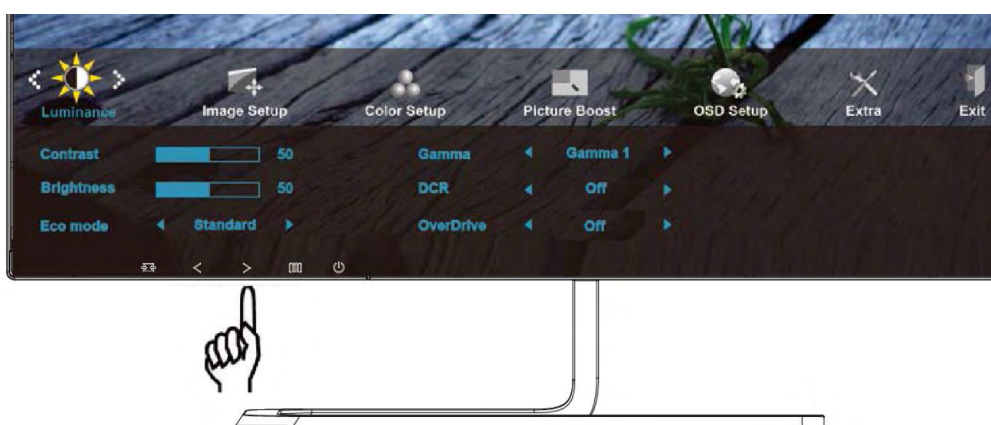 Luminance Image Setup Color Setup Picture Boost OSD Setup Extra Exit
Contrast 50 Gamma Gamma 1
Brightness 50 DCR Off
Eco mode Standard OverDrive Off